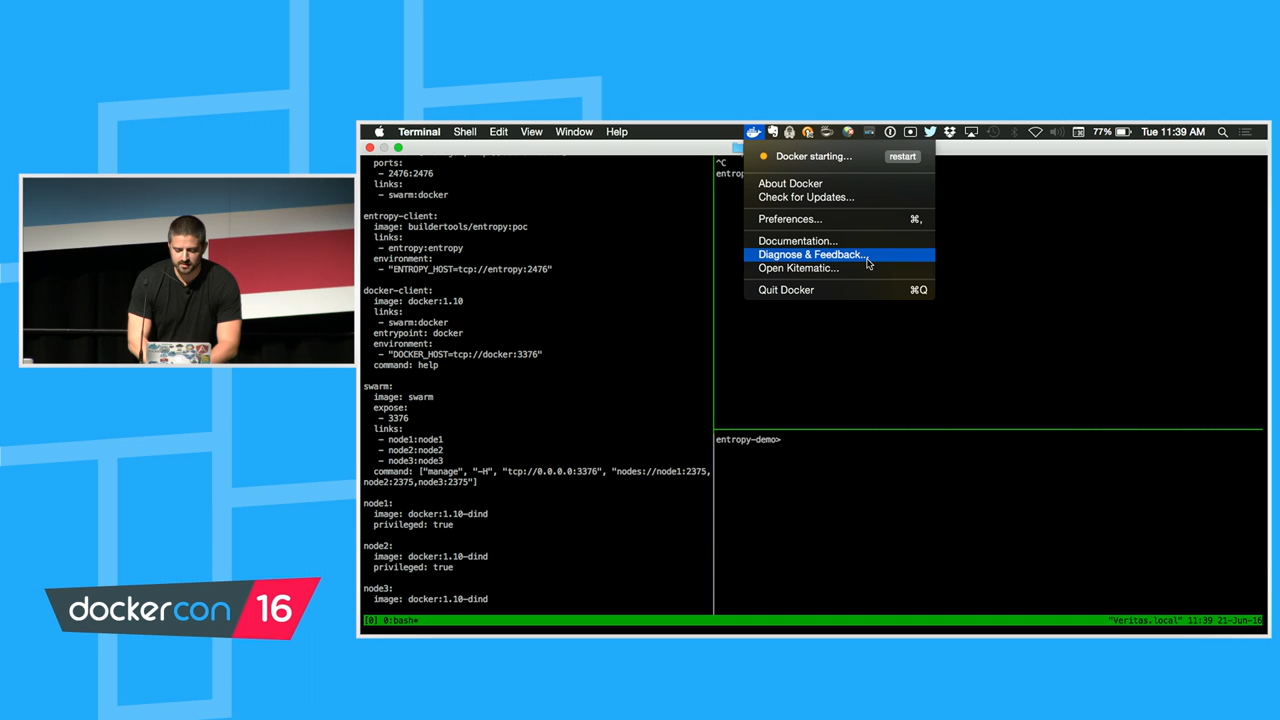 Terminal Shell Edit View Window Help
77% Tue 11:39 AM
Docker starting... restart
About Docker
Check for Updates...
Preferences... ⌘,
Documentation...
Diagnose & Feedback...
Open Kitematic...
Quit Docker ⌘Q
ports:
- 2476:2476
links:
- swarm:docker
entropy-client:
image: buildertools/entropy:poc
links:
- entropy:entropy
environment:
- "ENTROPY_HOST=tcp://entropy:2476"
docker-client:
image: docker:1.10
links:
- swarm:docker
entrypoint: docker
environment:
- "DOCKER_HOST=tcp://docker:3376"
command: help
swarm:
image: swarm
expose:
- 3376
links:
- node1:node1
- node2:node2
- node3:node3
command: ["manage", "-H", "tcp://0.0.0.0:3376", "nodes://node1:2375,
node2:2375,node3:2375"]
node1:
image: docker:1.10-dind
privileged: true
node2:
image: docker:1.10-dind
privileged: true
node3:
image: docker:1.10-dind
^C
entrop
entropy-demo>
[0] 0:bash*
"Veritas.local" 11:39 21-Jun-16
dockercon 16